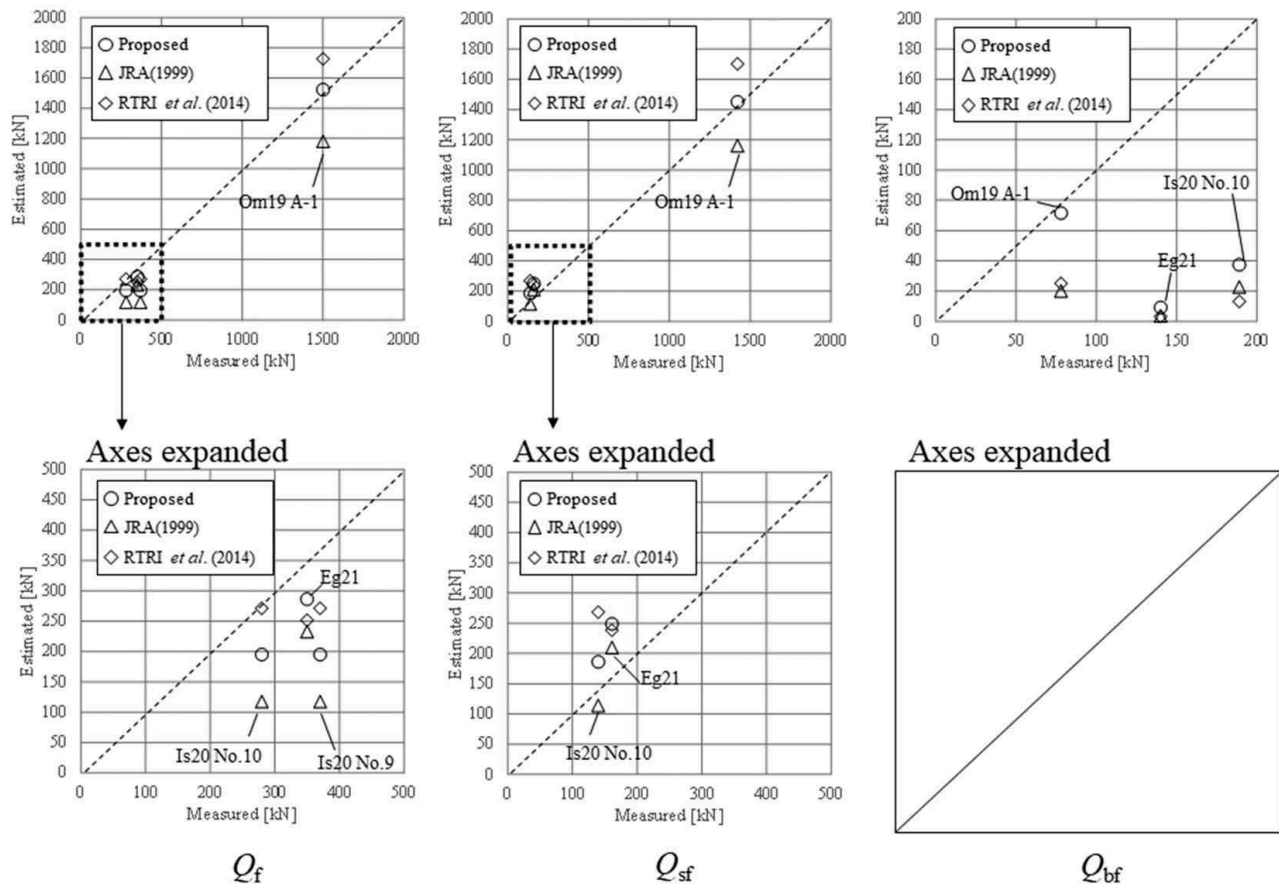 2000
1800
1600
1400
1200
1000
800
600
400
200
0
Estimated [kN]
Proposed
JRA(1999)
RTRI et al. (2014)
Om19 A-1
0 500 1000 1500 2000
Measured [kN]
2000
1800
1600
1400
1200
1000
800
600
400
200
0
Estimated [kN]
Proposed
JRA(1999)
RTRI et al. (2014)
Om19 A-1
0 500 1000 1500 2000
Measured [kN]
200
180
160
140
120
100
80
60
40
20
0
Estimated [kN]
Proposed
JRA(1999)
RTRI et al. (2014)
Om19 A-1
Is20 No.10
Eg21
0 50 100 150 200
Measured [kN]
Axes expanded
500
450
400
350
300
250
200
150
100
50
0
Estimated [kN]
Proposed
JRA(1999)
RTRI et al. (2014)
Eg21
Is20 No.10
Is20 No.9
0 100 200 300 400 500
Measured [kN]
Qf
Axes expanded
500
450
400
350
300
250
200
150
100
50
0
Estimated [kN]
Proposed
JRA(1999)
RTRI et al. (2014)
Eg21
Is20 No.10
0 100 200 300 400 500
Measured [kN]
Qsf
Axes expanded
Qbf